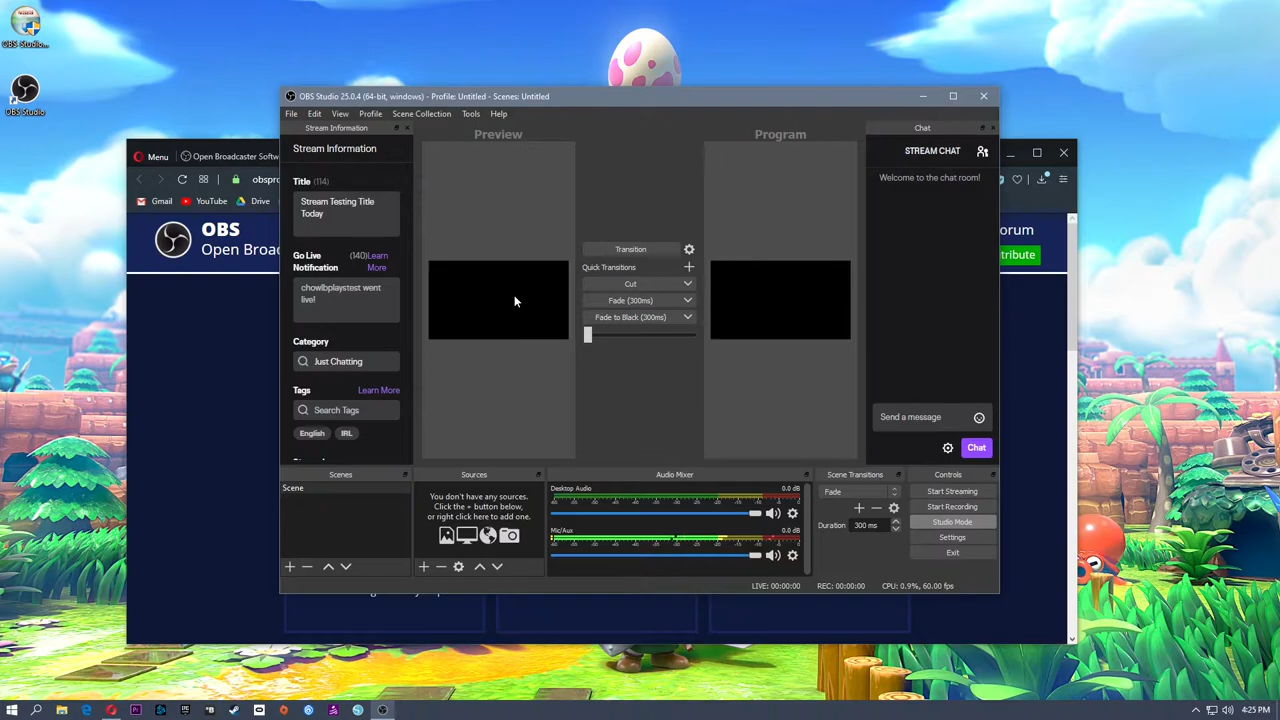 OBS Studio...
OBS Studio
OBS Studio 25.0.4 (64-bit, windows) - Profile: Untitled - Scenes: Untitled
File Edit View Profile Scene Collection Tools Help
Menu
Open Broadcaster Softw
obspro
Gmail YouTube Drive
OBS
Open Broadc
orum
tribute
Stream Information
Stream Information
Title (114)
Stream Testing Title
Today
Go Live (140) Learn
Notification More
chowlbplaystest went
live!
Category
Just Chatting
Tags Learn More
Search Tags
English IRL
Preview
Transition
Quick Transitions
Cut
Fade (300ms)
Fade to Black (300ms)
Program
Chat
STREAM CHAT
Welcome to the chat room!
Send a message
Chat
Scenes
Scene
Sources
You don't have any sources.
Click the + button below,
or right click here to add one.
Audio Mixer
Desktop Audio 0.0 dB
Mic/Aux 0.0 dB
Scene Transitions
Fade
Duration 300 ms
Controls
Start Streaming
Start Recording
Studio Mode
Settings
Exit
LIVE: 00:00:00 REC: 00:00:00 CPU: 0.9%, 60.00 fps
4:25 PM